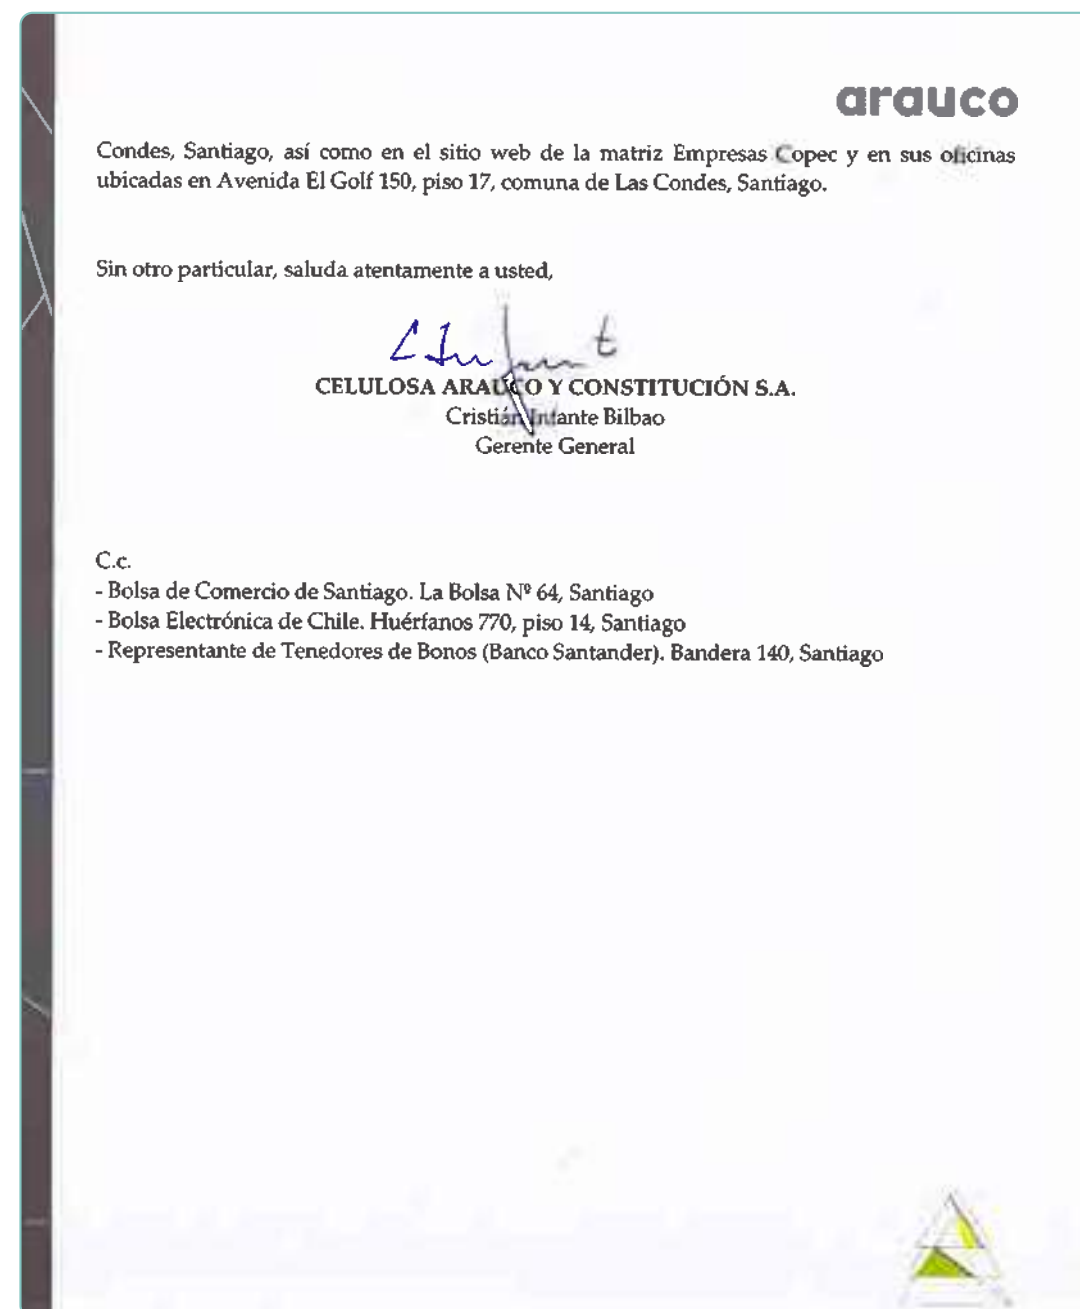 arauco
Condes, Santiago, así como en el sitio web de la matriz Empresas Copec y en sus oficinas
ubicadas en Avenida El Golf 150, piso 17, comuna de Las Condes, Santiago.
Sin otro particular, saluda atentamente a usted,
CELULOSA ARAUCO Y CONSTITUCIÓN S.A.
Cristián Infante Bilbao
Gerente General
C.c.
- Bolsa de Comercio de Santiago. La Bolsa Nº 64, Santiago
- Bolsa Electrónica de Chile. Huérfanos 770, piso 14, Santiago
- Representante de Tenedores de Bonos (Banco Santander). Bandera 140, Santiago